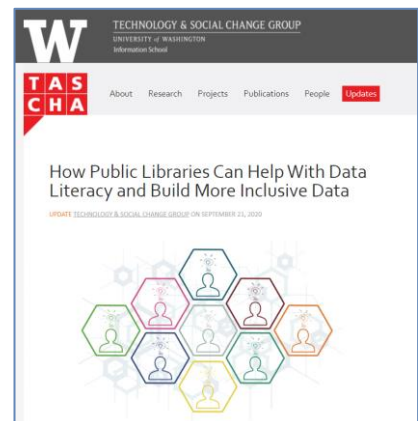 W
TECHNOLOGY & SOCIAL CHANGE GROUP
UNIVERSITY of WASHINGTON
Information School
TAS
CHA
About Research Projects Publications People Updates
How Public Libraries Can Help With Data
Literacy and Build More Inclusive Data
UPDATE TECHNOLOGY & SOCIAL CHANGE GROUP ON SEPTEMBER 21, 2020